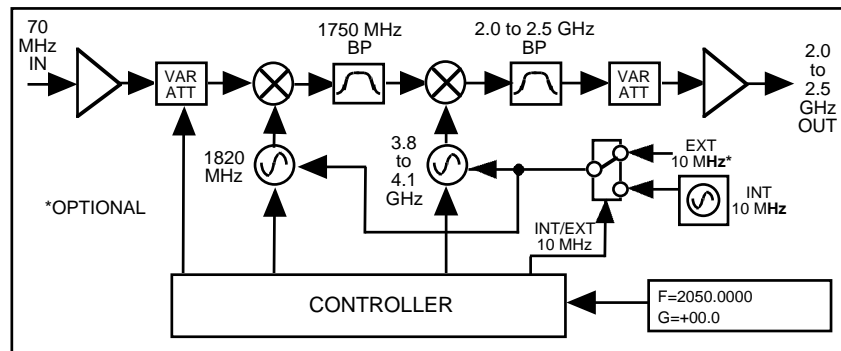 70
MHz
IN
1750 MHz
BP
2.0 to 2.5 GHz
BP
2.0
to
2.5
GHz
OUT
VAR
ATT
VAR
ATT
1820
MHz
3.8
to
4.1
GHz
EXT
10 MHz*
INT
10 MHz
*OPTIONAL
INT/EXT
10 MHz
CONTROLLER
F=2050.0000
G=+00.0